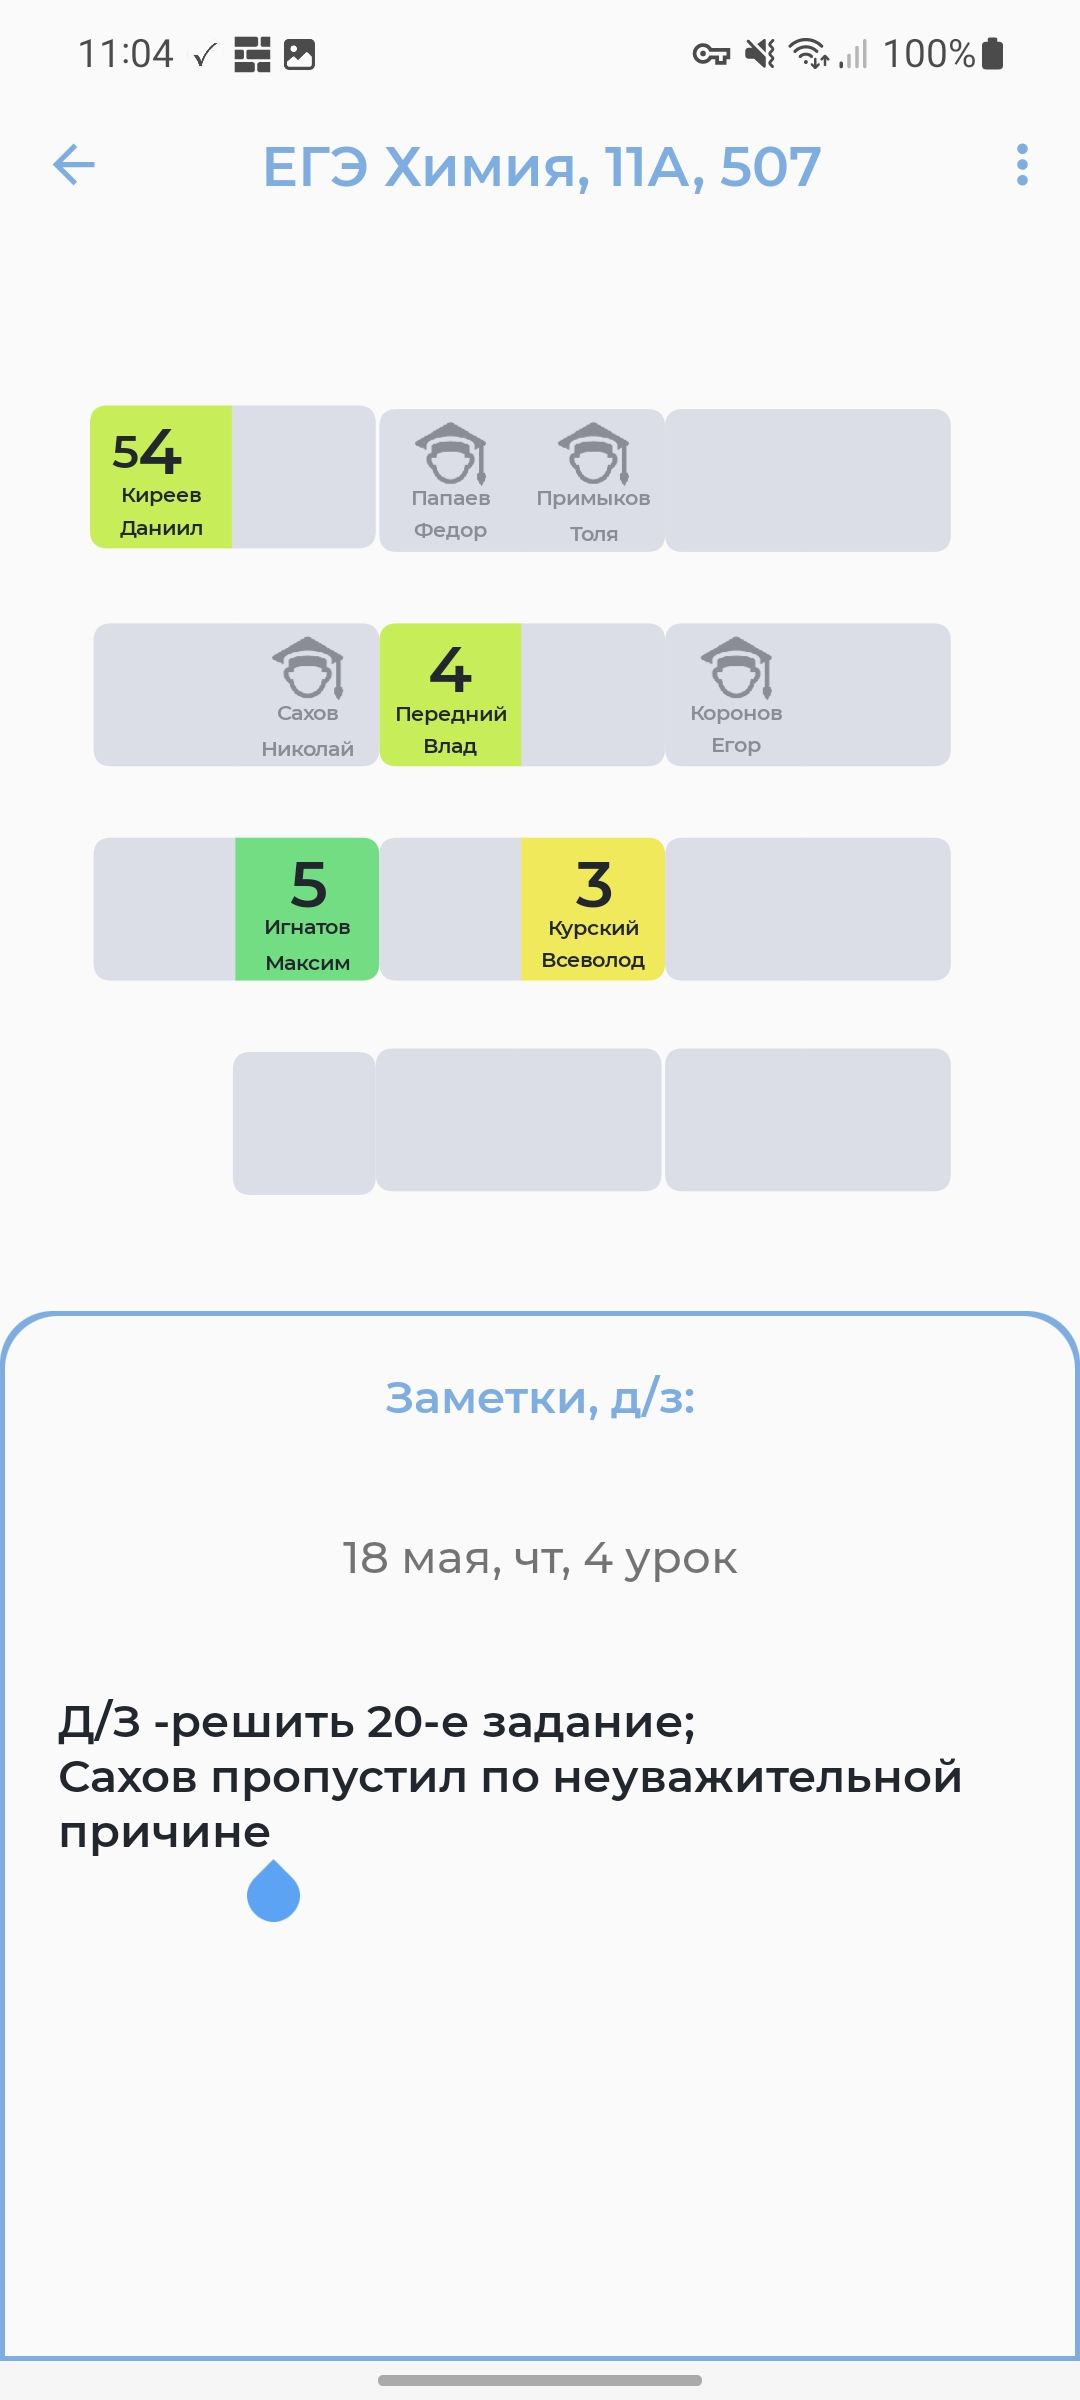 11:04 100%
ЕГЭ Химия, 11А, 507
54
Киреев
Даниил
Папаев
Федор
Примыков
Толя
Сахов
Николай
4
Передний
Влад
Коронов
Егор
5
Игнатов
Максим
3
Курский
Всеволод
Заметки, д/з:
18 мая, чт, 4 урок
Д/З -решить 20-е задание;
Сахов пропустил по неуважительной
причине